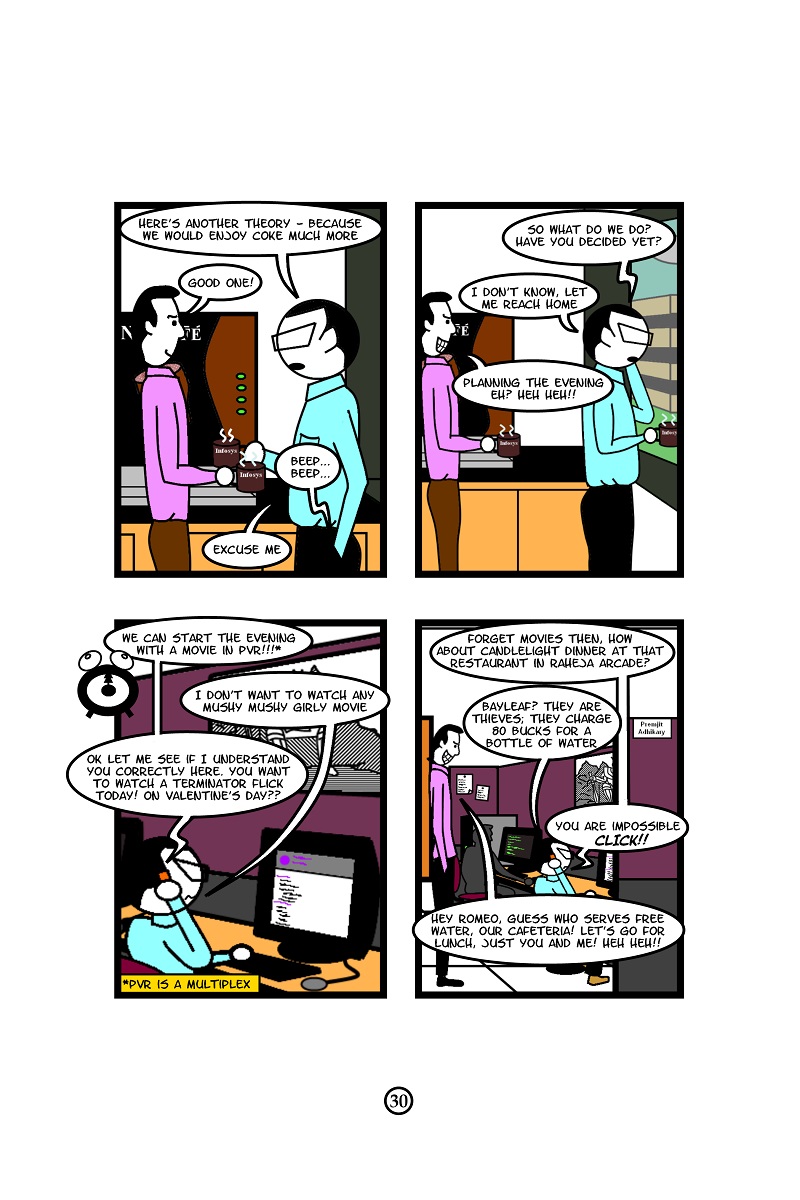 HERE'S ANOTHER THEORY - BECAUSE
WE WOULD ENJOY COKE MUCH MORE
GOOD ONE!
N
FÉ
Infosys
Infosys
BEEP...
BEEP...
EXCUSE ME
SO WHAT DO WE DO?
HAVE YOU DECIDED YET?
I DON'T KNOW, LET
ME REACH HOME
FÉ
PLANNING THE EVENING
EH? HEH HEH!!
Infosys
Infosys
WE CAN START THE EVENING
WITH A MOVIE IN PVR!!!*
I DON'T WANT TO WATCH ANY
MUSHY MUSHY GIRLY MOVIE
OK LET ME SEE IF I UNDERSTAND
YOU CORRECTLY HERE. YOU WANT
TO WATCH A TERMINATOR FLICK
TODAY! ON VALENTINE'S DAY??
*PVR IS A MULTIPLEX
FORGET MOVIES THEN, HOW
ABOUT CANDLELIGHT DINNER AT THAT
RESTAURANT IN RAHEJA ARCADE?
BAYLEAF? THEY ARE
THIEVES; THEY CHARGE
80 BUCKS FOR A
BOTTLE OF WATER
Premjit
Adhikary
YOU ARE IMPOSSIBLE
CLICK!!
HEY ROMEO, GUESS WHO SERVES FREE
WATER, OUR CAFETERIA! LET'S GO FOR
LUNCH, JUST YOU AND ME! HEH HEH!!
30